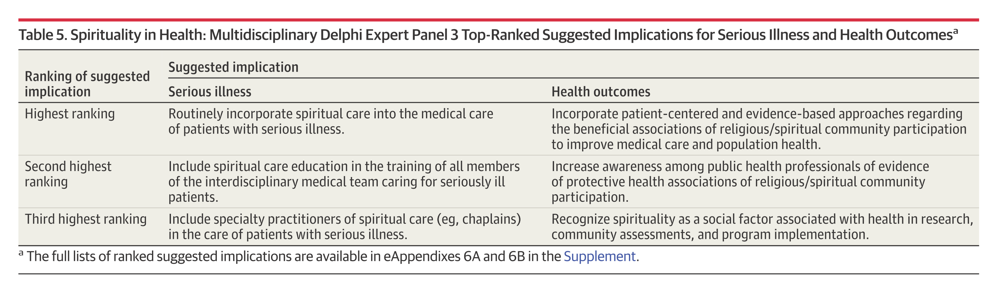 Table 5. Spirituality in Health: Multidisciplinary Delphi Expert Panel 3 Top-Ranked Suggested Implications for Serious Illness and Health Outcomesᵃ
Ranking of suggested
implication
Suggested implication
Serious illness
Health outcomes
Highest ranking
Routinely incorporate spiritual care into the medical care
of patients with serious illness.
Incorporate patient-centered and evidence-based approaches regarding
the beneficial associations of religious/spiritual community participation
to improve medical care and population health.
Second highest
ranking
Include spiritual care education in the training of all members
of the interdisciplinary medical team caring for seriously ill
patients.
Increase awareness among public health professionals of evidence
of protective health associations of religious/spiritual community
participation.
Third highest ranking
Include specialty practitioners of spiritual care (eg, chaplains)
in the care of patients with serious illness.
Recognize spirituality as a social factor associated with health in research,
community assessments, and program implementation.
ᵃ The full lists of ranked suggested implications are available in eAppendixes 6A and 6B in the Supplement.